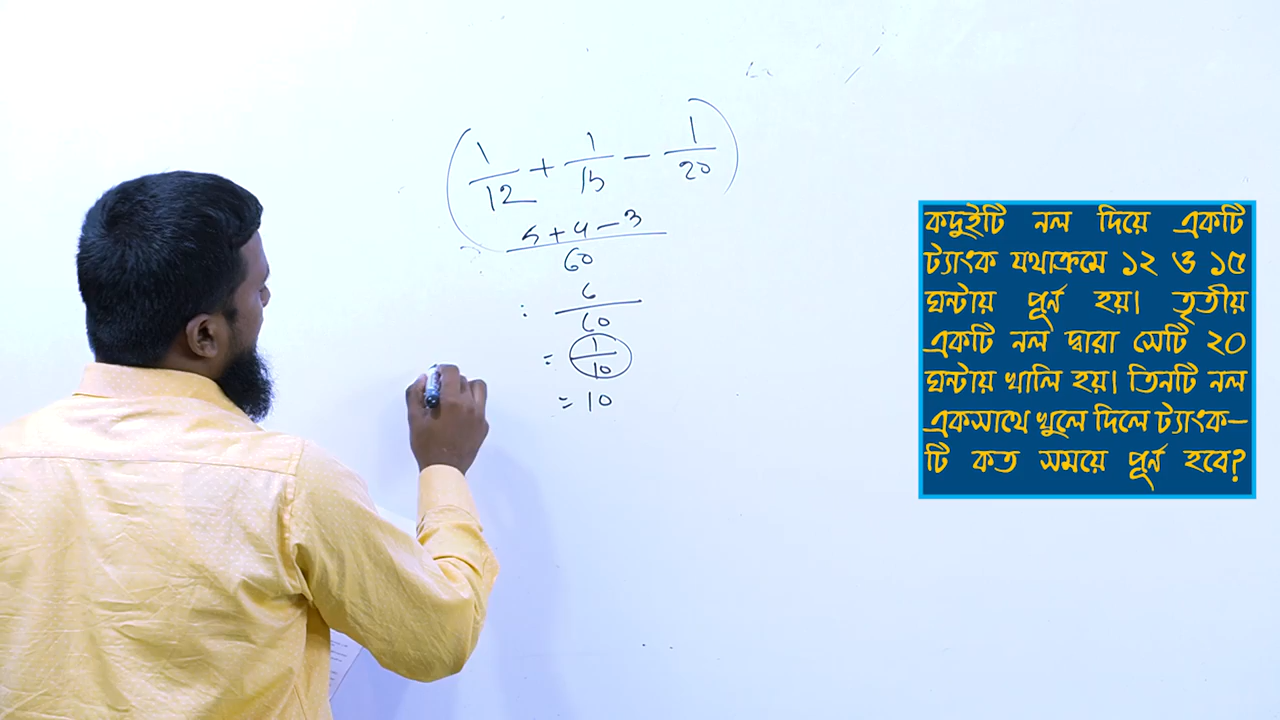 1/12 + 1/15 − 1/20
5 + 4 − 3
60
: 6/60
= 1/10
= 10
কদুইটি নল দিয়ে একটি
ট্যাংক যথাক্রমে ১২ ও ১৫
ঘন্টায় পূর্ন হয়। তৃতীয়
একটি নল দ্বারা সেটি ২০
ঘন্টায় খালি হয়। তিনটি নল
একসাথে খুলে দিলে ট্যাংক–
টি কত সময়ে পূর্ন হবে?